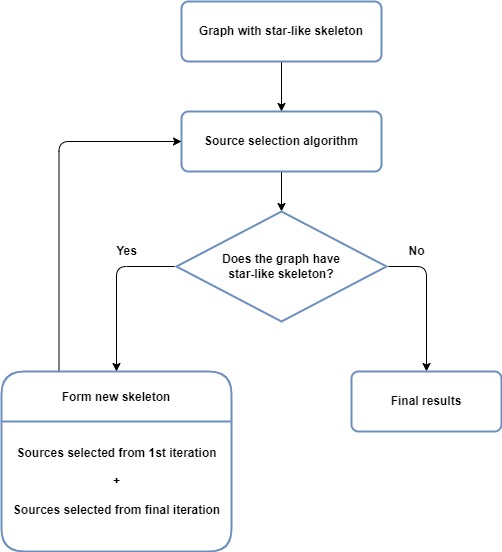 Graph with star-like skeleton
Source selection algorithm
Does the graph have
star-like skeleton?
Yes
No
Form new skeleton
Sources selected from 1st iteration
+
Sources selected from final iteration
Final results